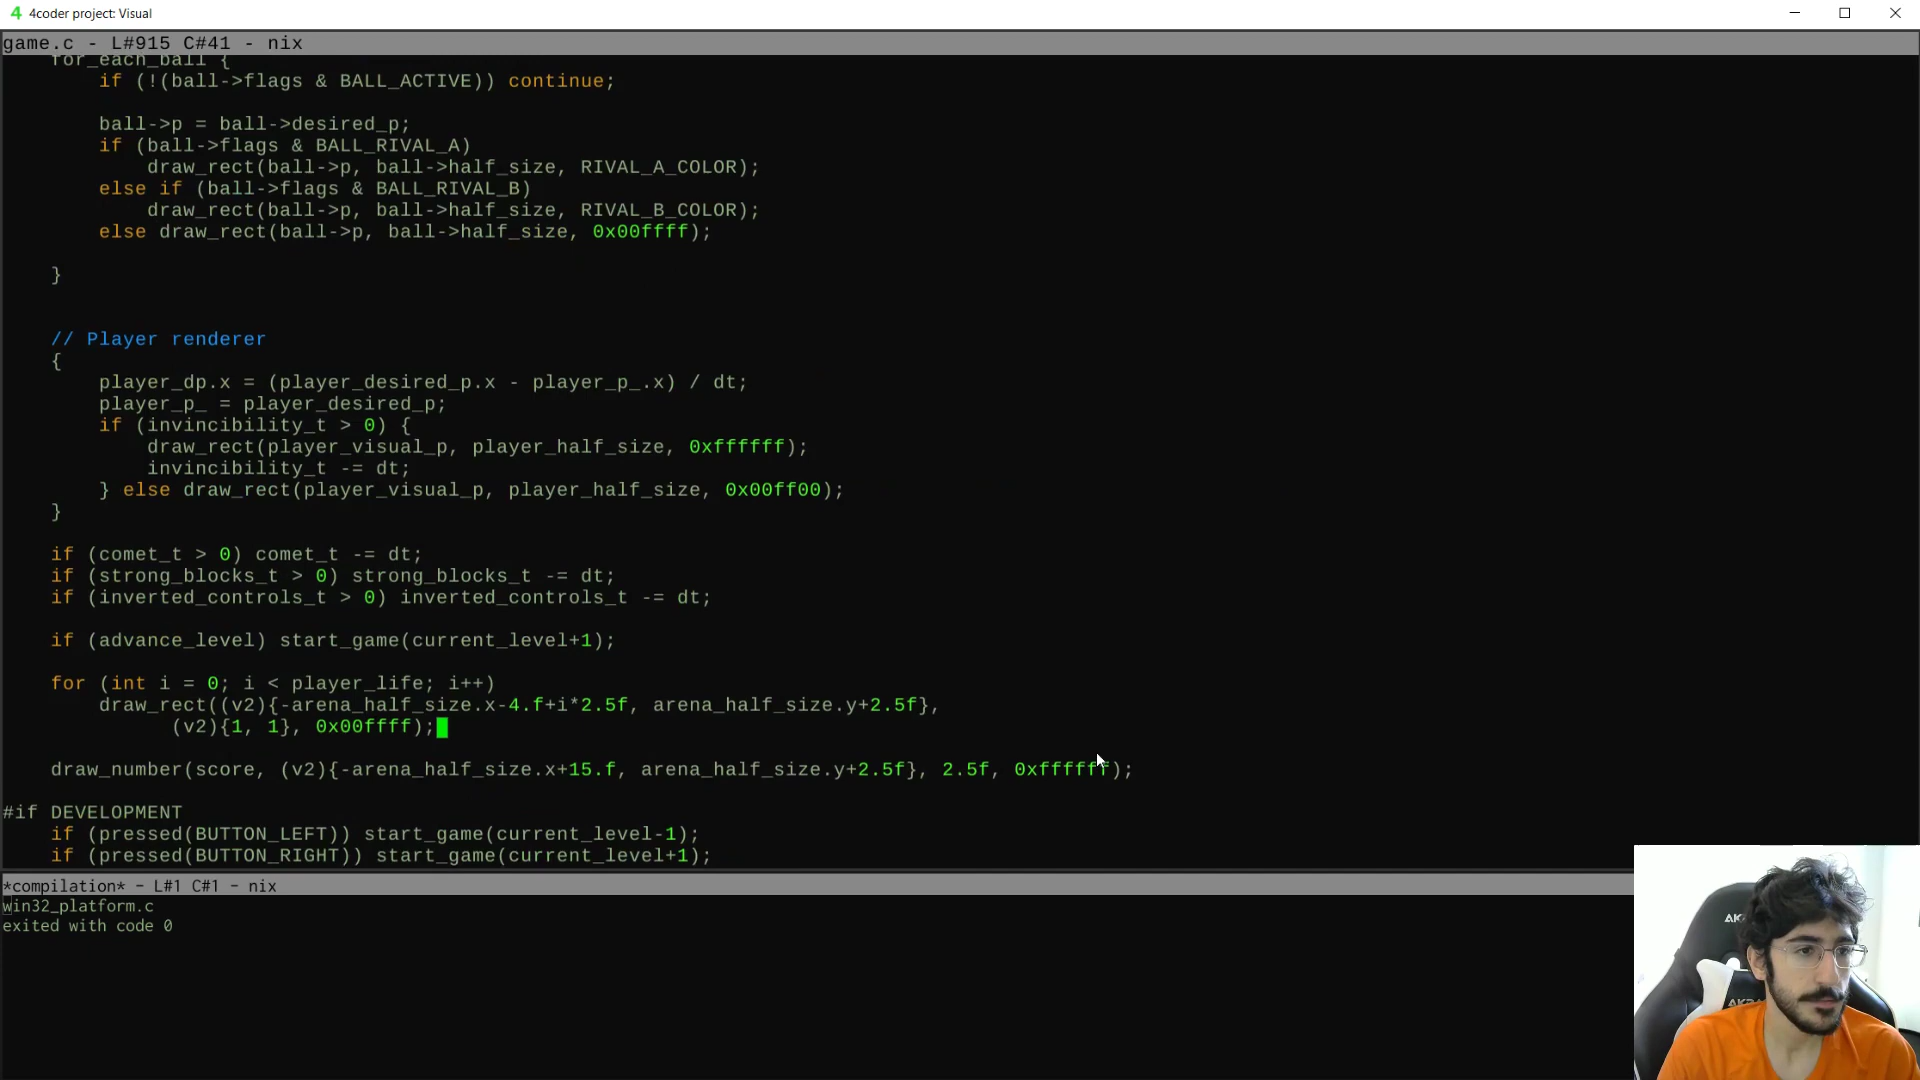 4 4coder project: Visual
game.c - L#915 C#41 - nix
for_each_ball {
if (!(ball->flags & BALL_ACTIVE)) continue;
ball->p = ball->desired_p;
if (ball->flags & BALL_RIVAL_A)
draw_rect(ball->p, ball->half_size, RIVAL_A_COLOR);
else if (ball->flags & BALL_RIVAL_B)
draw_rect(ball->p, ball->half_size, RIVAL_B_COLOR);
else draw_rect(ball->p, ball->half_size, 0x00ffff);
}
// Player renderer
{
player_dp.x = (player_desired_p.x - player_p_.x) / dt;
player_p_ = player_desired_p;
if (invincibility_t > 0) {
draw_rect(player_visual_p, player_half_size, 0xffffff);
invincibility_t -= dt;
} else draw_rect(player_visual_p, player_half_size, 0x00ff00);
}
if (comet_t > 0) comet_t -= dt;
if (strong_blocks_t > 0) strong_blocks_t -= dt;
if (inverted_controls_t > 0) inverted_controls_t -= dt;
if (advance_level) start_game(current_level+1);
for (int i = 0; i < player_life; i++)
draw_rect((v2){-arena_half_size.x-4.f+i*2.5f, arena_half_size.y+2.5f},
(v2){1, 1}, 0x00ffff);
draw_number(score, (v2){-arena_half_size.x+15.f, arena_half_size.y+2.5f}, 2.5f, 0xffffff);
#if DEVELOPMENT
if (pressed(BUTTON_LEFT)) start_game(current_level-1);
if (pressed(BUTTON_RIGHT)) start_game(current_level+1);
*compilation* - L#1 C#1 - nix
win32_platform.c
exited with code 0